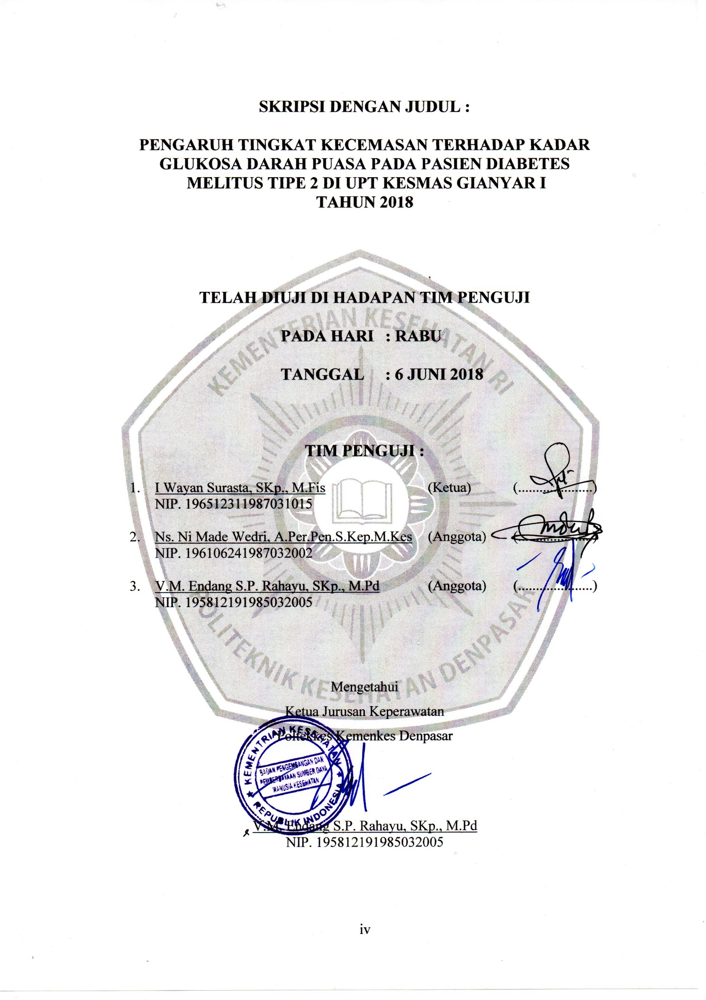 SKRIPSI DENGAN JUDUL :
PENGARUH TINGKAT KECEMASAN TERHADAP KADAR
GLUKOSA DARAH PUASA PADA PASIEN DIABETES
MELITUS TIPE 2 DI UPT KESMAS GIANYAR I
TAHUN 2018
TELAH DIUJI DI HADAPAN TIM PENGUJI
KEMENTERIAN KESEHATAN RI
PADA HARI : RABU
TANGGAL : 6 JUNI 2018
TIM PENGUJI :
1. I Wayan Surasta, SKp., M.Fis (Ketua) (.....................)
NIP. 196512311987031015
2. Ns. Ni Made Wedri, A.Per.Pen.S.Kep.M.Kes (Anggota) (.....................)
NIP. 196106241987032002
3. V.M. Endang S.P. Rahayu, SKp., M.Pd (Anggota) (.....................)
NIP. 195812191985032005
POLITEKNIK KESEHATAN DENPASAR
Mengetahui
Ketua Jurusan Keperawatan
Poltekkes Kemenkes Denpasar
KEMENTRIAN KESEHATAN
BADAN PENGEMBANGAN DAN
PEMBERDAYAAN SUMBER DAYA
MANUSIA KESEHATAN
REPUBLIK INDONESIA
V.M. Endang S.P. Rahayu, SKp., M.Pd
NIP. 195812191985032005
iv